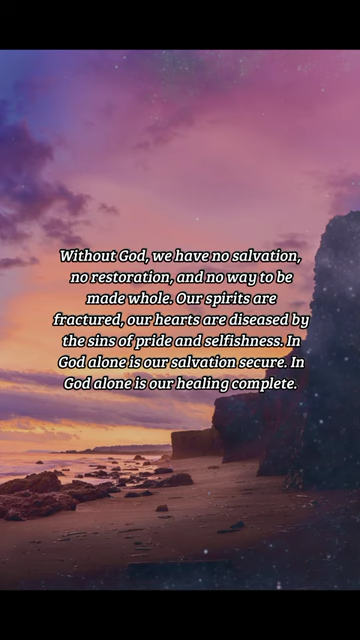 Without God, we have no salvation,
no restoration, and no way to be
made whole. Our spirits are
fractured, our hearts are diseased by
the sins of pride and selfishness. In
God alone is our salvation secure. In
God alone is our healing complete.